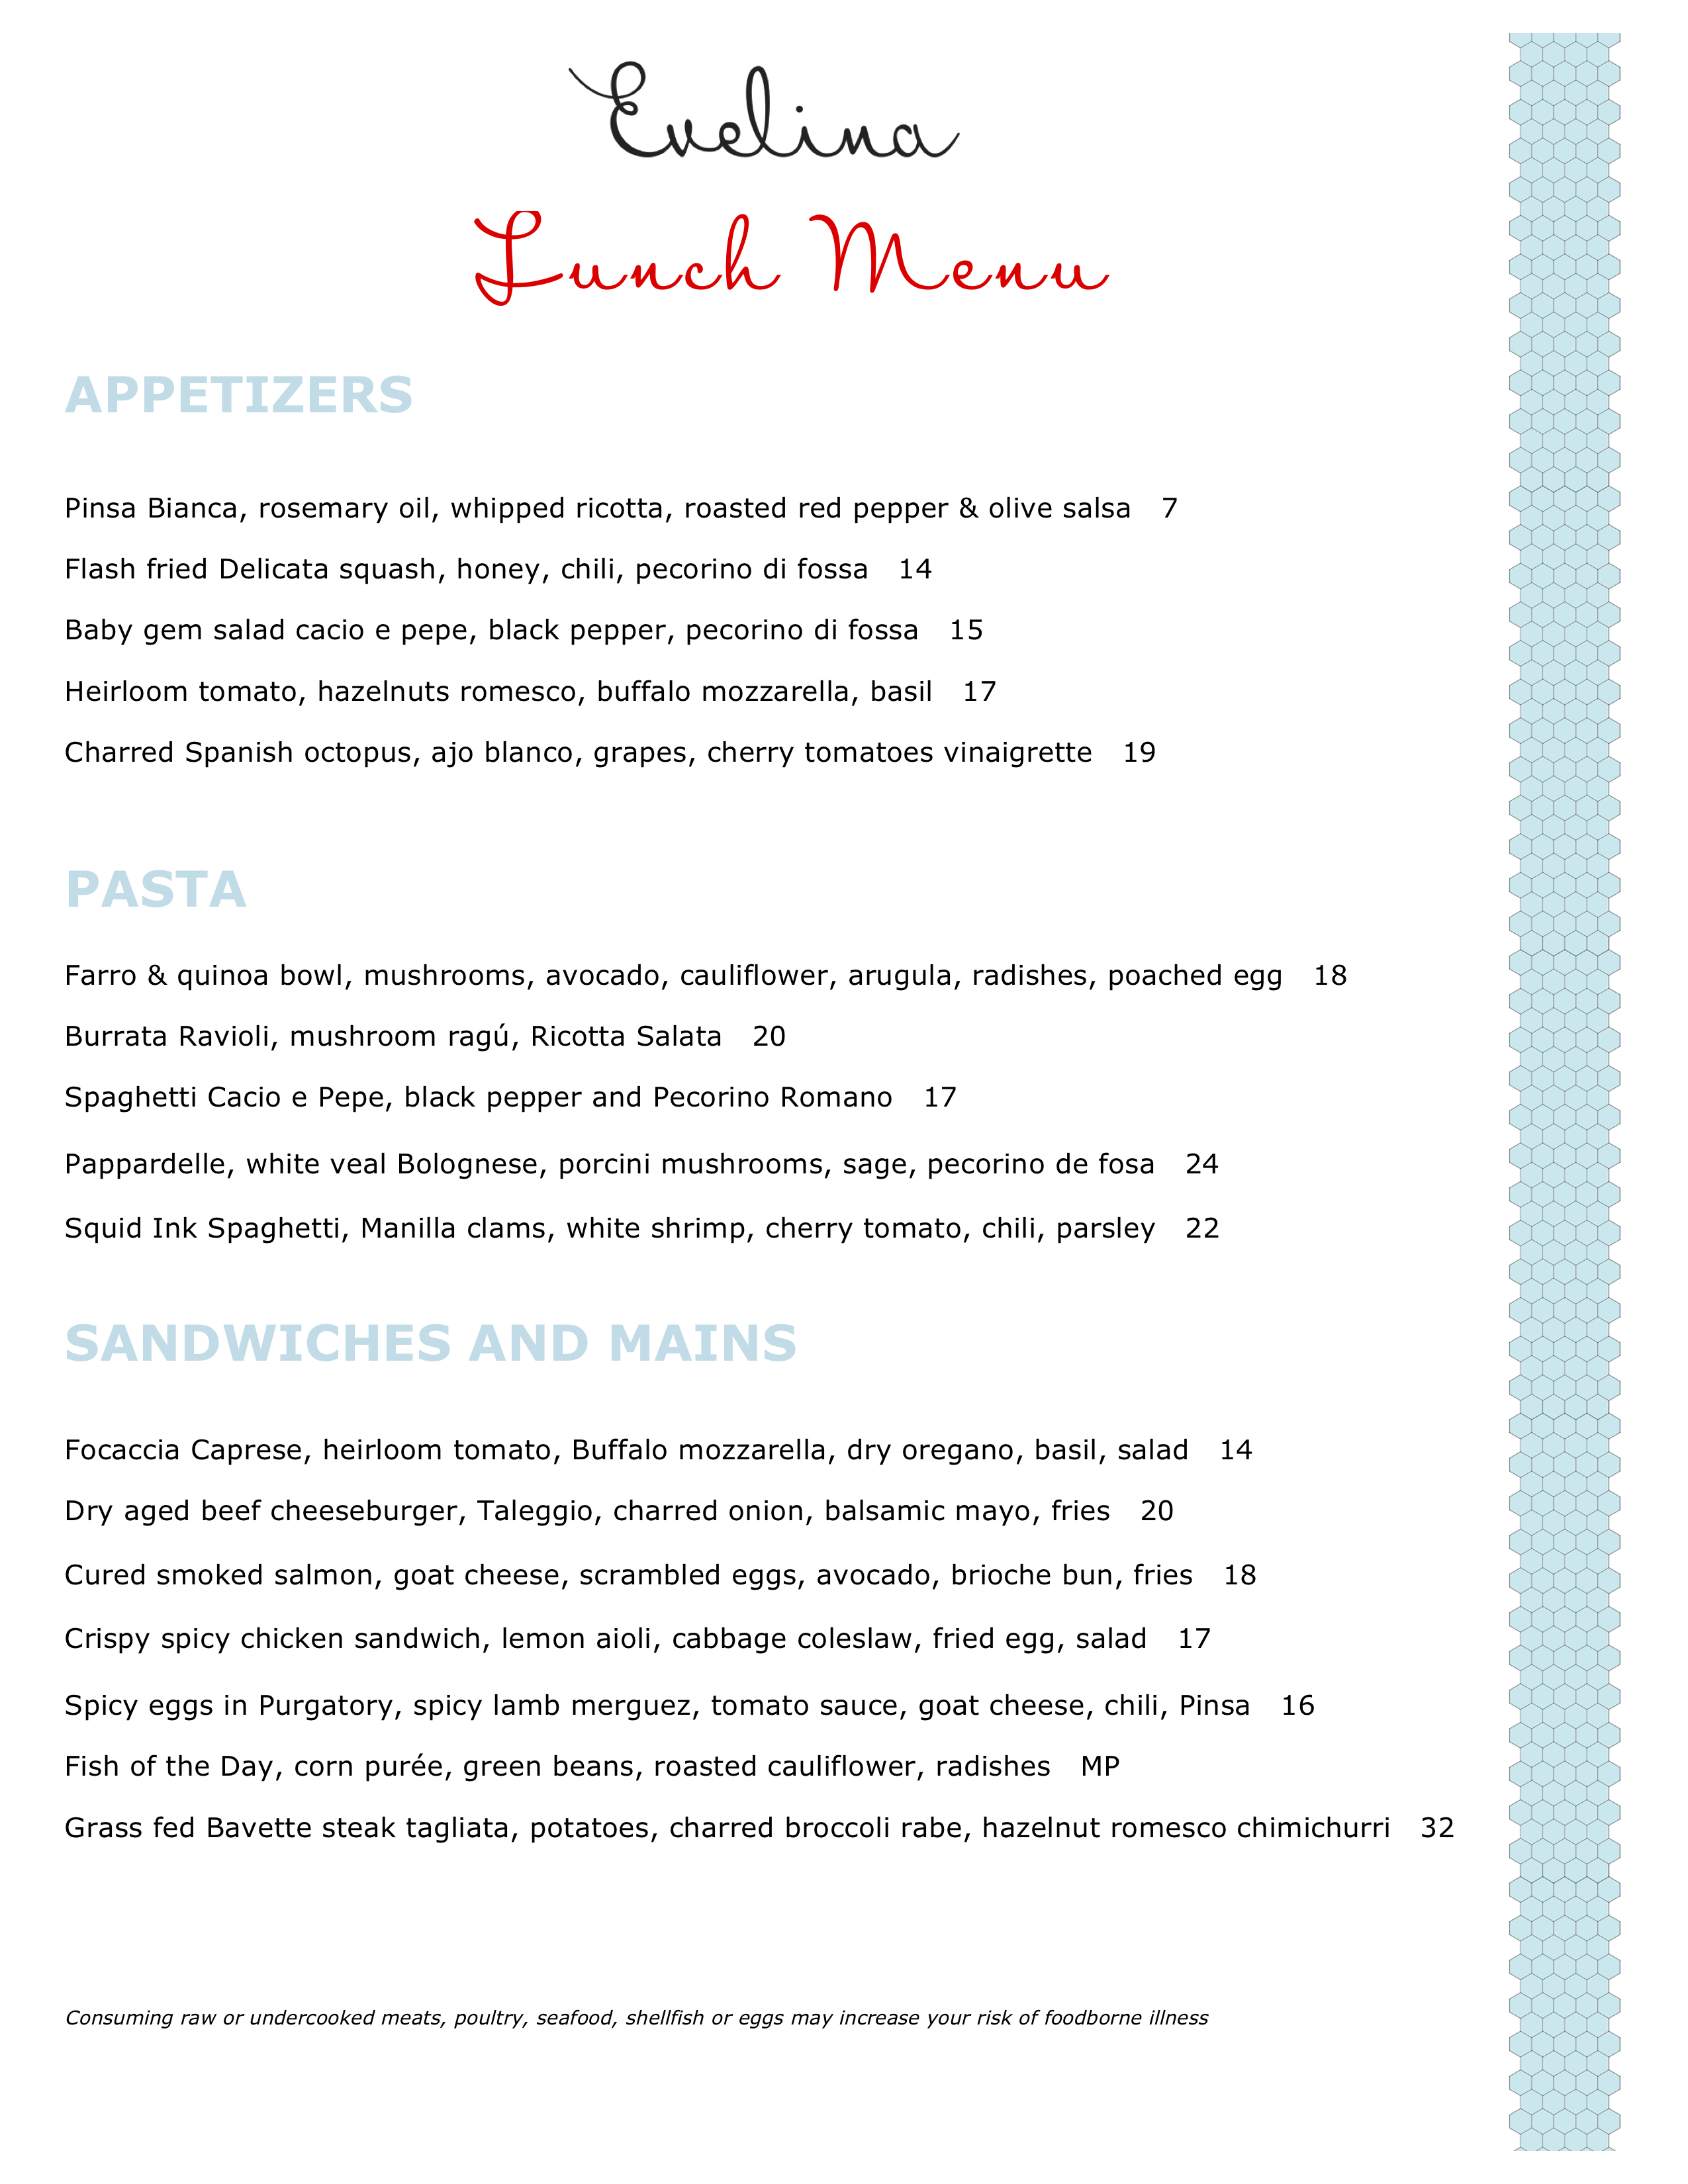 Evelina
Lunch Menu
APPETIZERS
Pinsa Bianca, rosemary oil, whipped ricotta, roasted red pepper & olive salsa 7
Flash fried Delicata squash, honey, chili, pecorino di fossa 14
Baby gem salad cacio e pepe, black pepper, pecorino di fossa 15
Heirloom tomato, hazelnuts romesco, buffalo mozzarella, basil 17
Charred Spanish octopus, ajo blanco, grapes, cherry tomatoes vinaigrette 19
PASTA
Farro & quinoa bowl, mushrooms, avocado, cauliflower, arugula, radishes, poached egg 18
Burrata Ravioli, mushroom ragú, Ricotta Salata 20
Spaghetti Cacio e Pepe, black pepper and Pecorino Romano 17
Pappardelle, white veal Bolognese, porcini mushrooms, sage, pecorino de fosa 24
Squid Ink Spaghetti, Manilla clams, white shrimp, cherry tomato, chili, parsley 22
SANDWICHES AND MAINS
Focaccia Caprese, heirloom tomato, Buffalo mozzarella, dry oregano, basil, salad 14
Dry aged beef cheeseburger, Taleggio, charred onion, balsamic mayo, fries 20
Cured smoked salmon, goat cheese, scrambled eggs, avocado, brioche bun, fries 18
Crispy spicy chicken sandwich, lemon aioli, cabbage coleslaw, fried egg, salad 17
Spicy eggs in Purgatory, spicy lamb merguez, tomato sauce, goat cheese, chili, Pinsa 16
Fish of the Day, corn purée, green beans, roasted cauliflower, radishes MP
Grass fed Bavette steak tagliata, potatoes, charred broccoli rabe, hazelnut romesco chimichurri 32
Consuming raw or undercooked meats, poultry, seafood, shellfish or eggs may increase your risk of foodborne illness